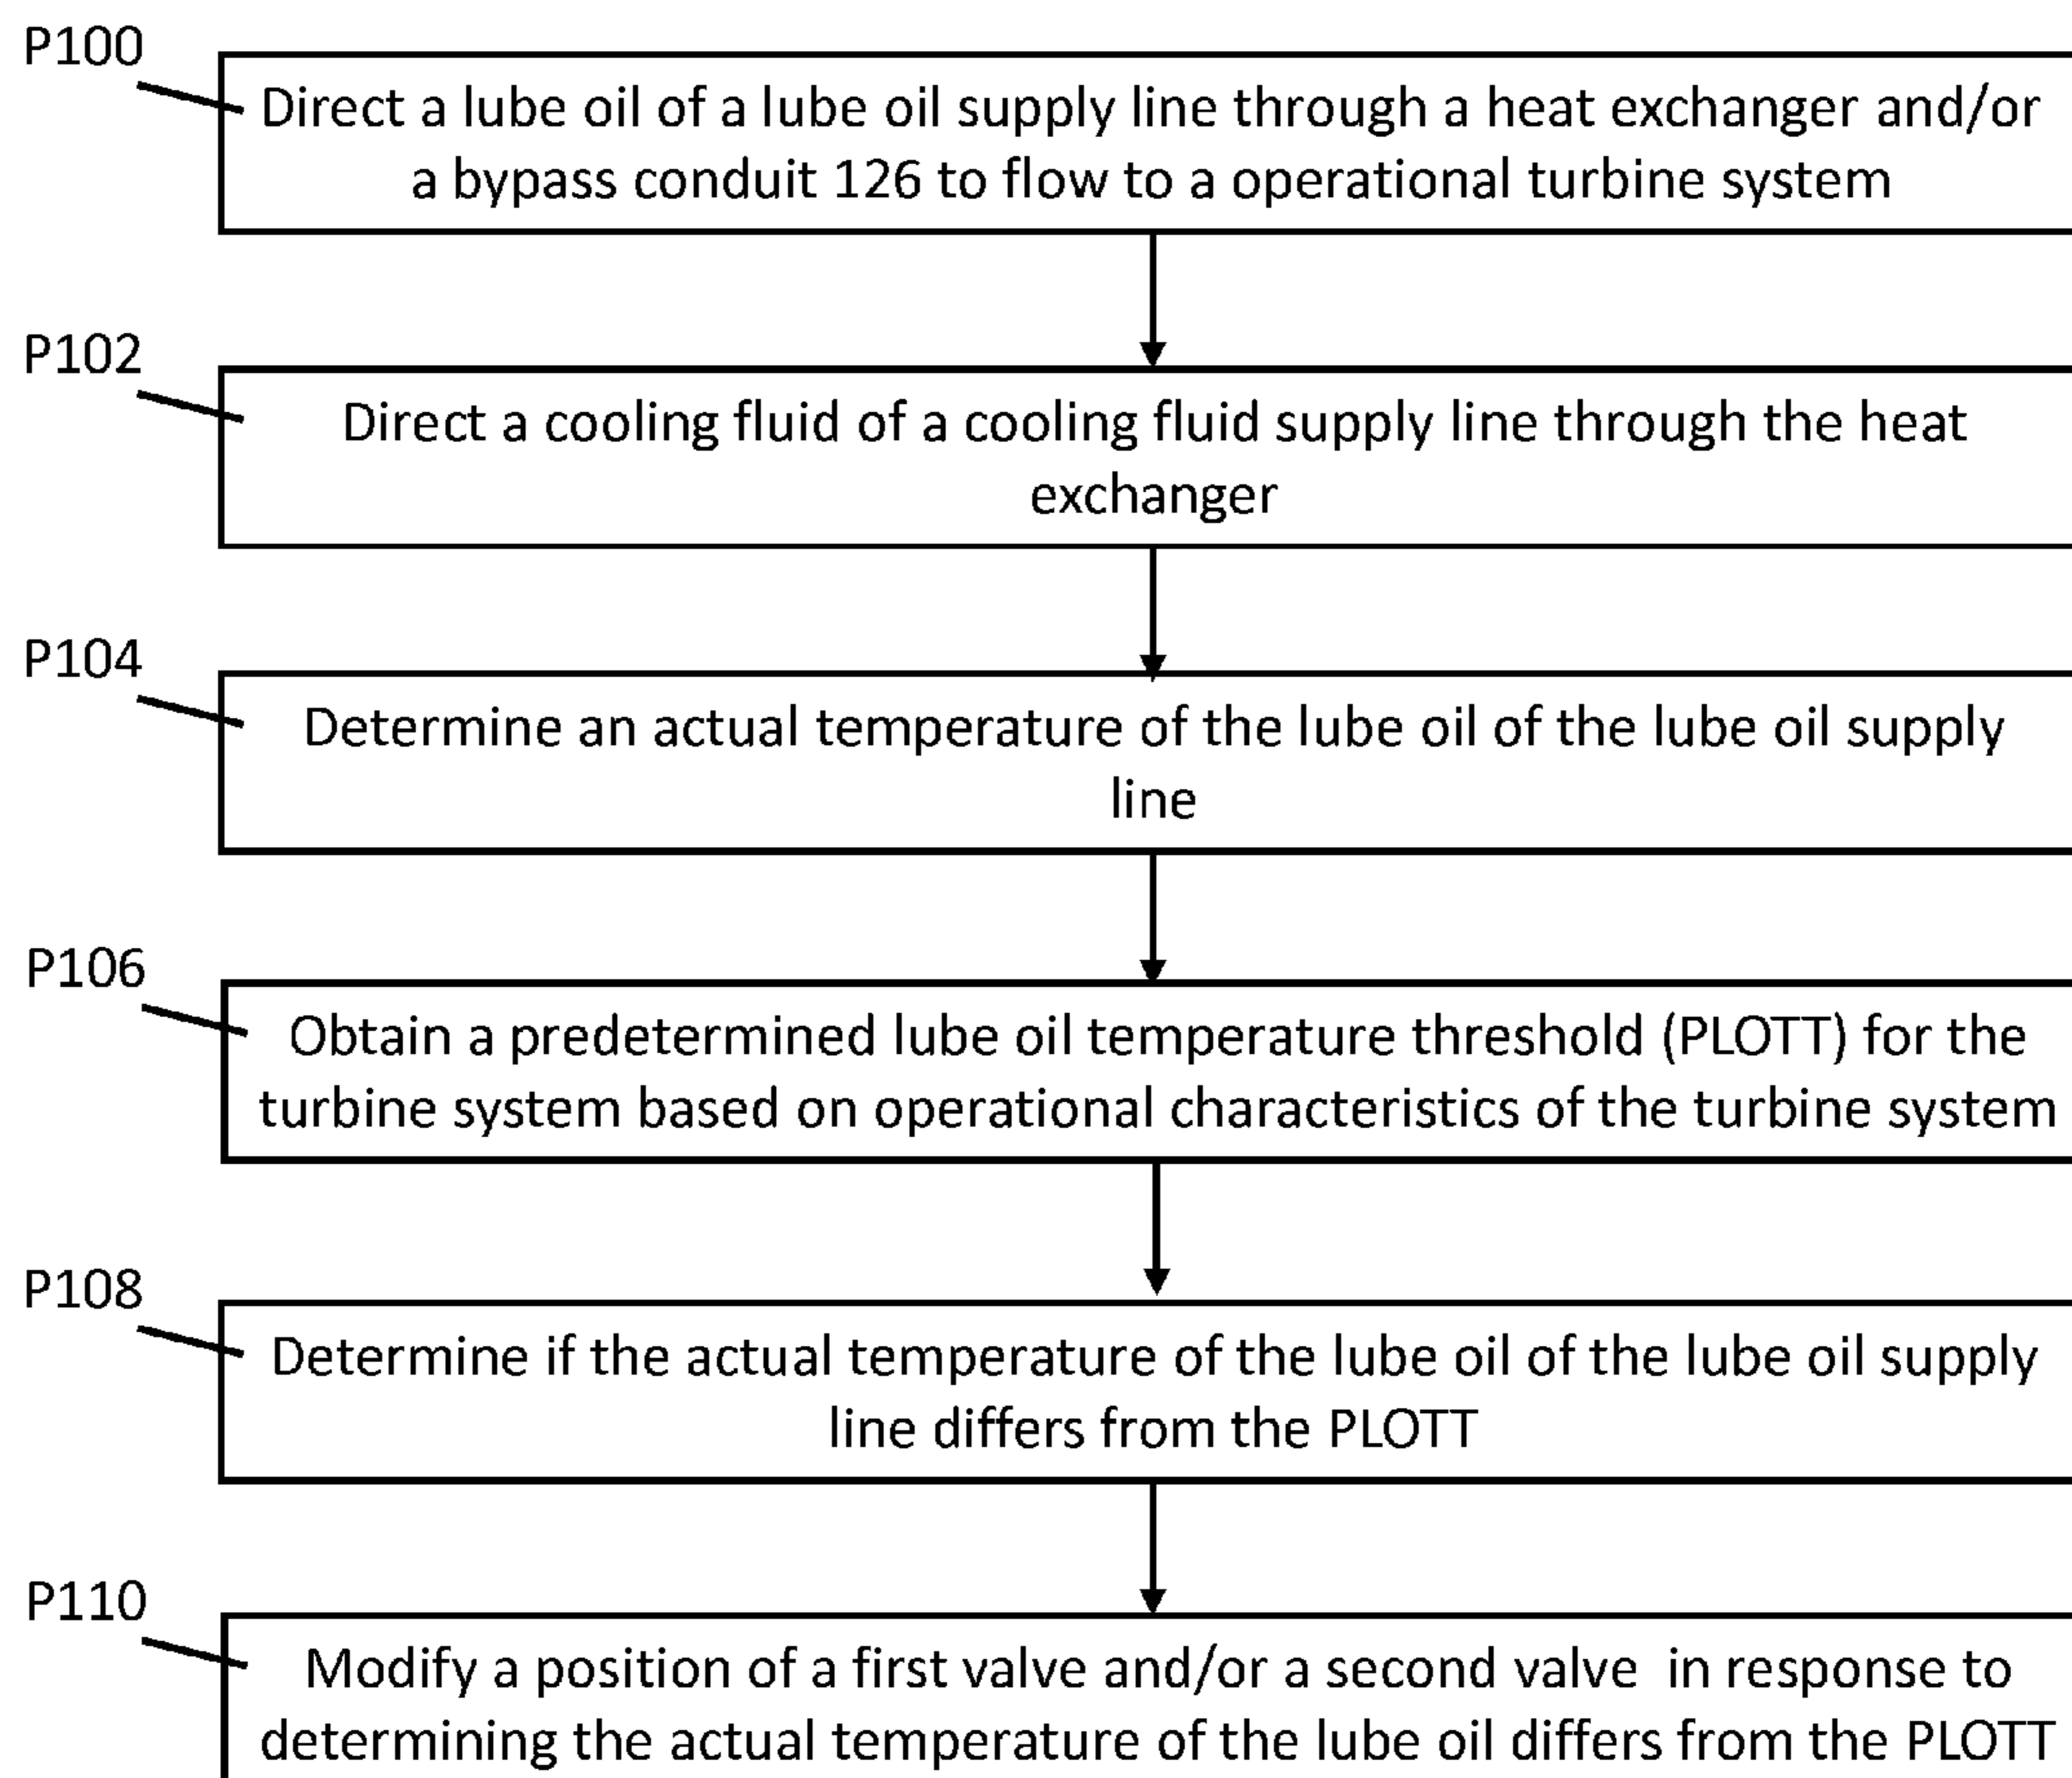 P100
Direct a lube oil of a lube oil supply line through a heat exchanger and/or
a bypass conduit 126 to flow to a operational turbine system
P102
Direct a cooling fluid of a cooling fluid supply line through the heat
exchanger
P104
Determine an actual temperature of the lube oil of the lube oil supply
line
P106
Obtain a predetermined lube oil temperature threshold (PLOTT) for the
turbine system based on operational characteristics of the turbine system
P108
Determine if the actual temperature of the lube oil of the lube oil supply
line differs from the PLOTT
P110
Modify a position of a first valve and/or a second valve in response to
determining the actual temperature of the lube oil differs from the PLOTT